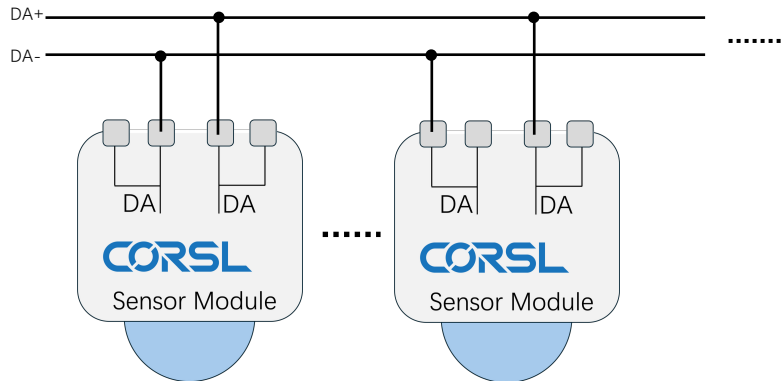 DA+
DA-
DA DA
DA DA
CORSL
CORSL
Sensor Module
Sensor Module